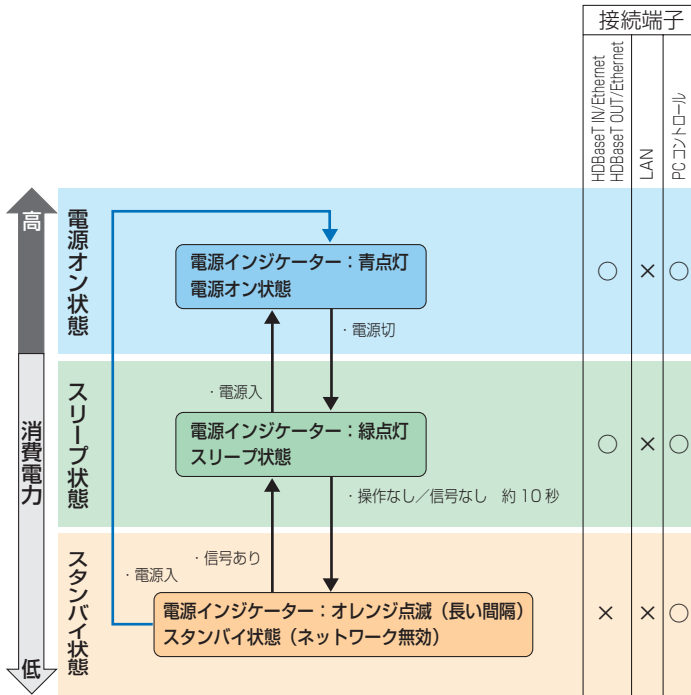 接続端子
HDBaseT IN/Ethernet
HDBaseT OUT/Ethernet
LAN
PCコントロール
高
消費電力
低
電源オン状態
電源インジケーター：青点灯
電源オン状態
○ × ○
・電源切
・電源入
スリープ状態
電源インジケーター：緑点灯
スリープ状態
○ × ○
・操作なし／信号なし 約10秒
・信号あり
・電源入
スタンバイ状態
電源インジケーター：オレンジ点滅（長い間隔）
スタンバイ状態（ネットワーク無効）
× × ○